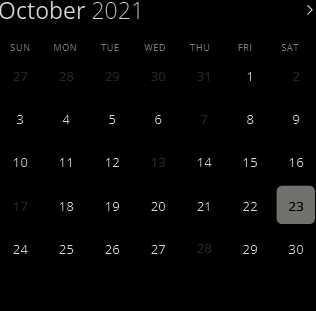 October 2021
SUN MON TUE WED THU FRI SAT
27 28 29 30 31 1 2
3 4 5 6 7 8 9
10 11 12 13 14 15 16
17 18 19 20 21 22 23
24 25 26 27 28 29 30